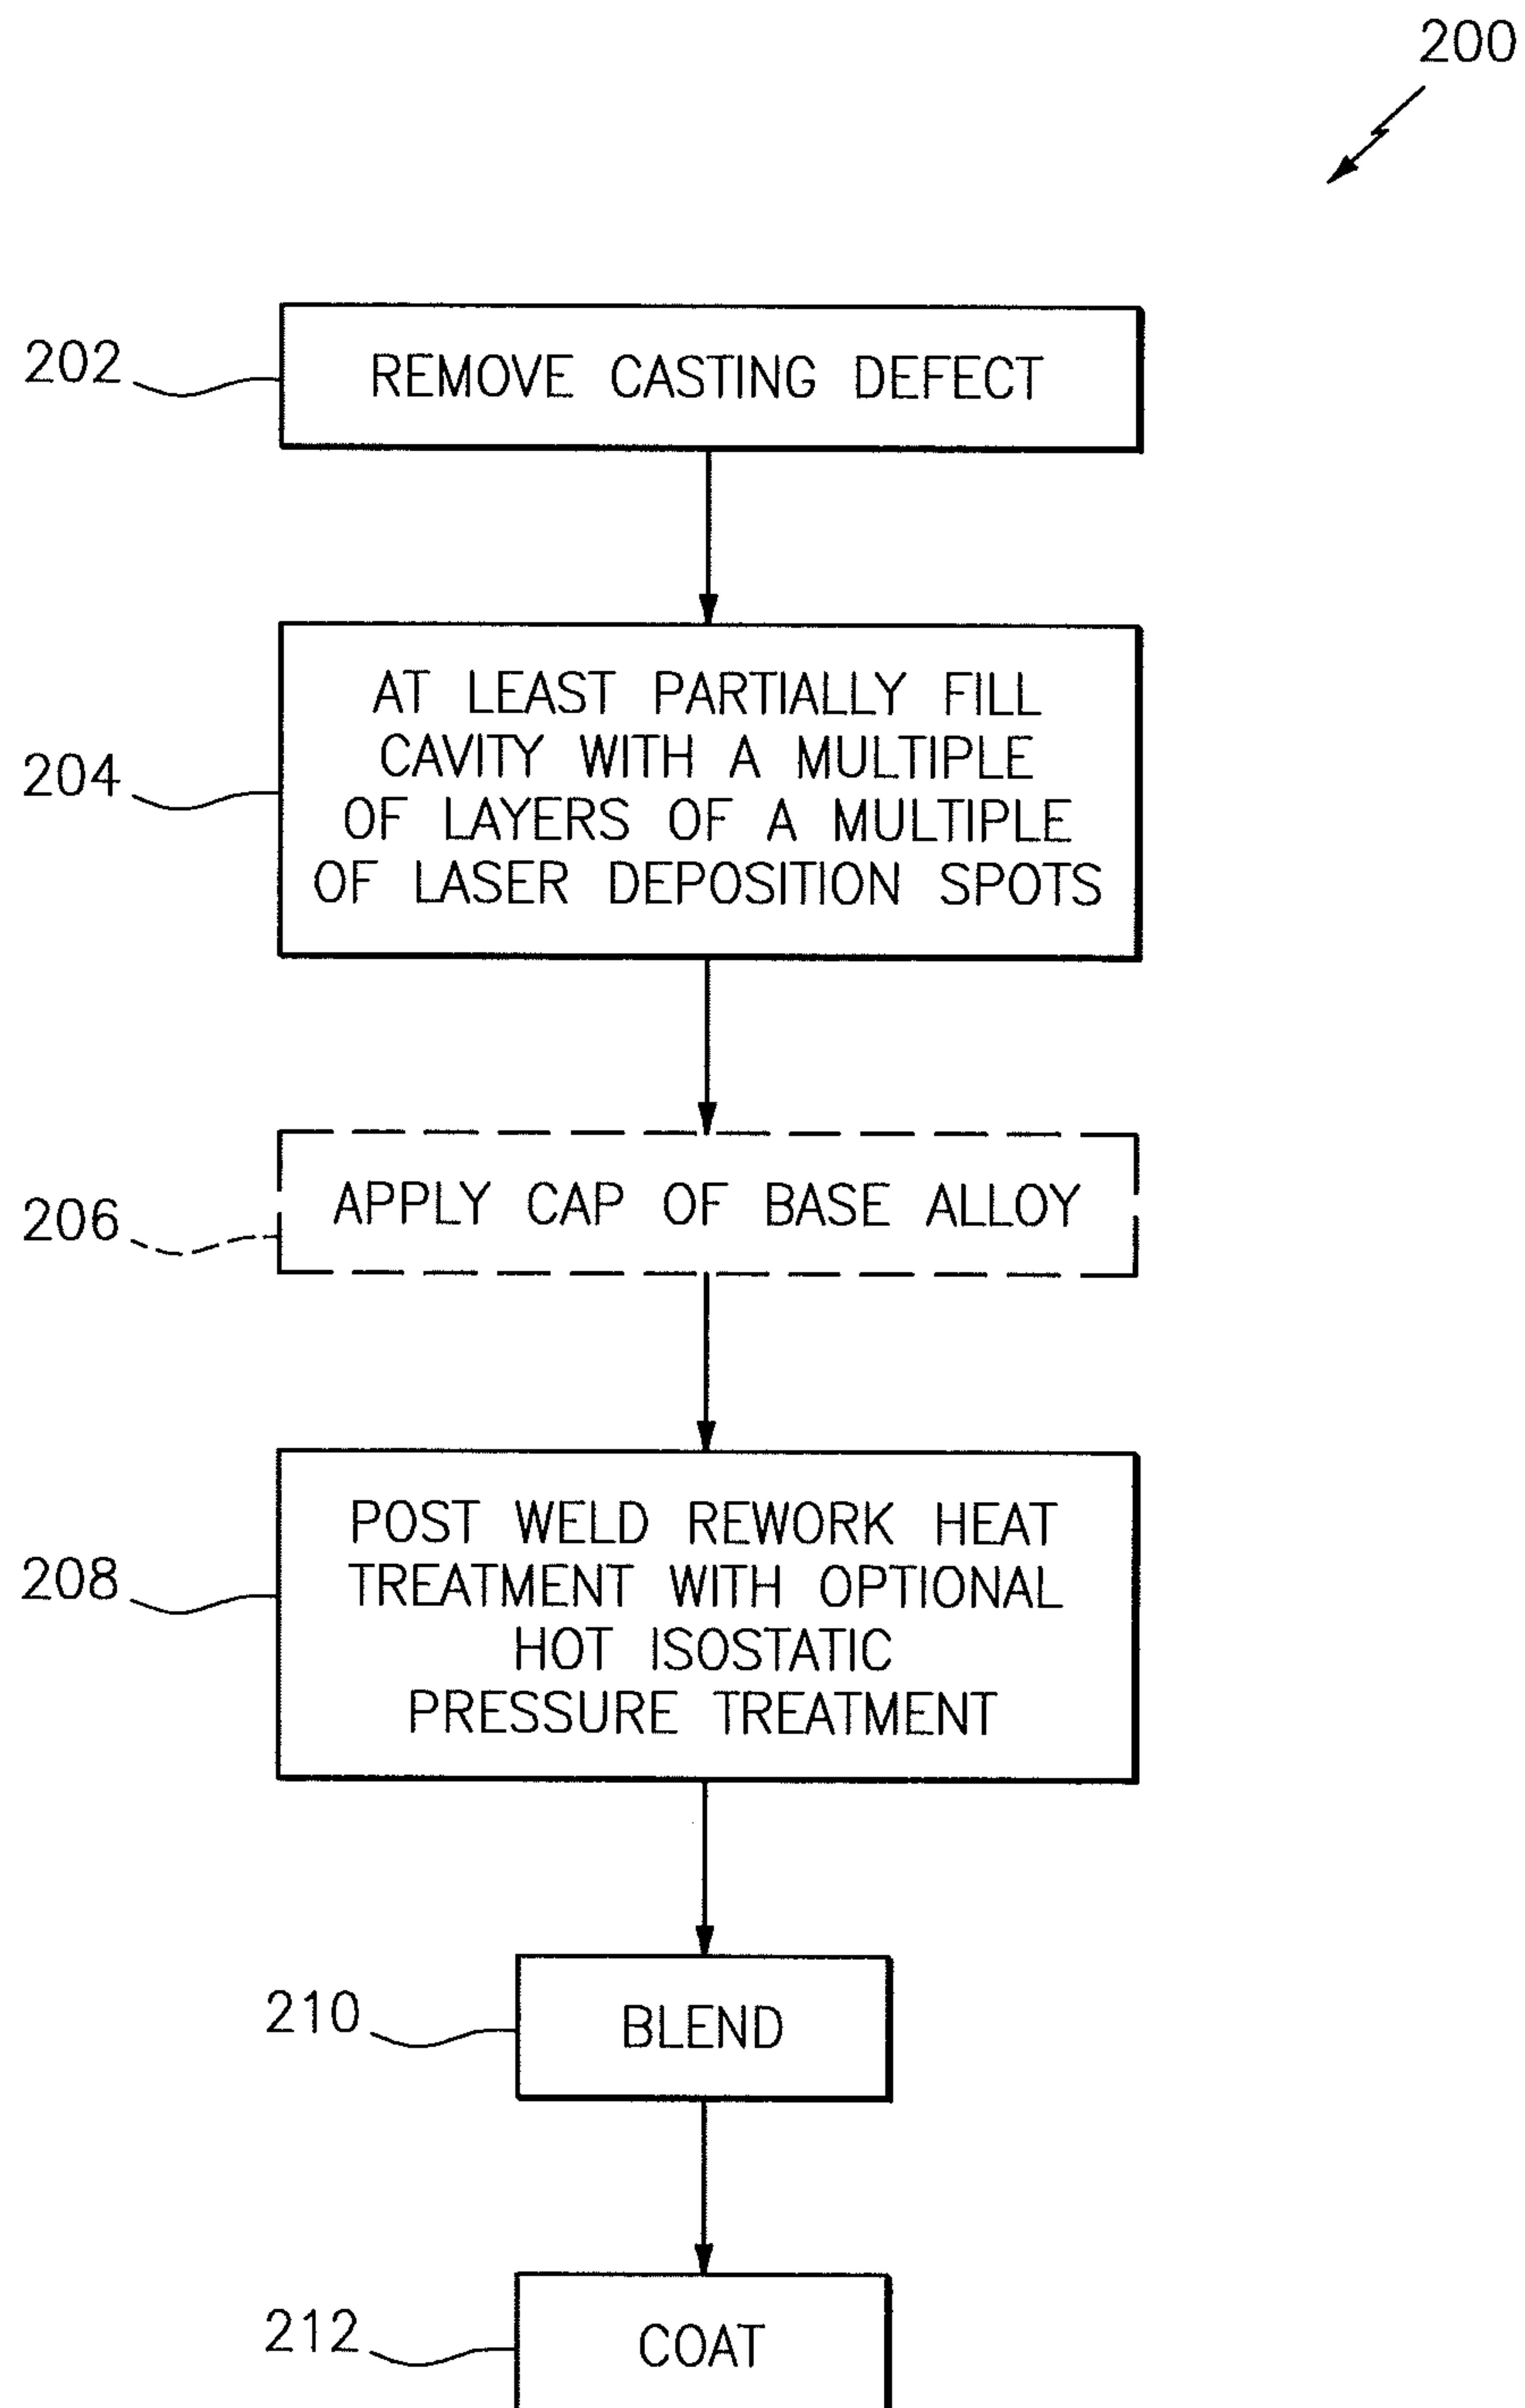 200
202
REMOVE CASTING DEFECT
204
AT LEAST PARTIALLY FILL
CAVITY WITH A MULTIPLE
OF LAYERS OF A MULTIPLE
OF LASER DEPOSITION SPOTS
206
APPLY CAP OF BASE ALLOY
208
POST WELD REWORK HEAT
TREATMENT WITH OPTIONAL
HOT ISOSTATIC
PRESSURE TREATMENT
210
BLEND
212
COAT